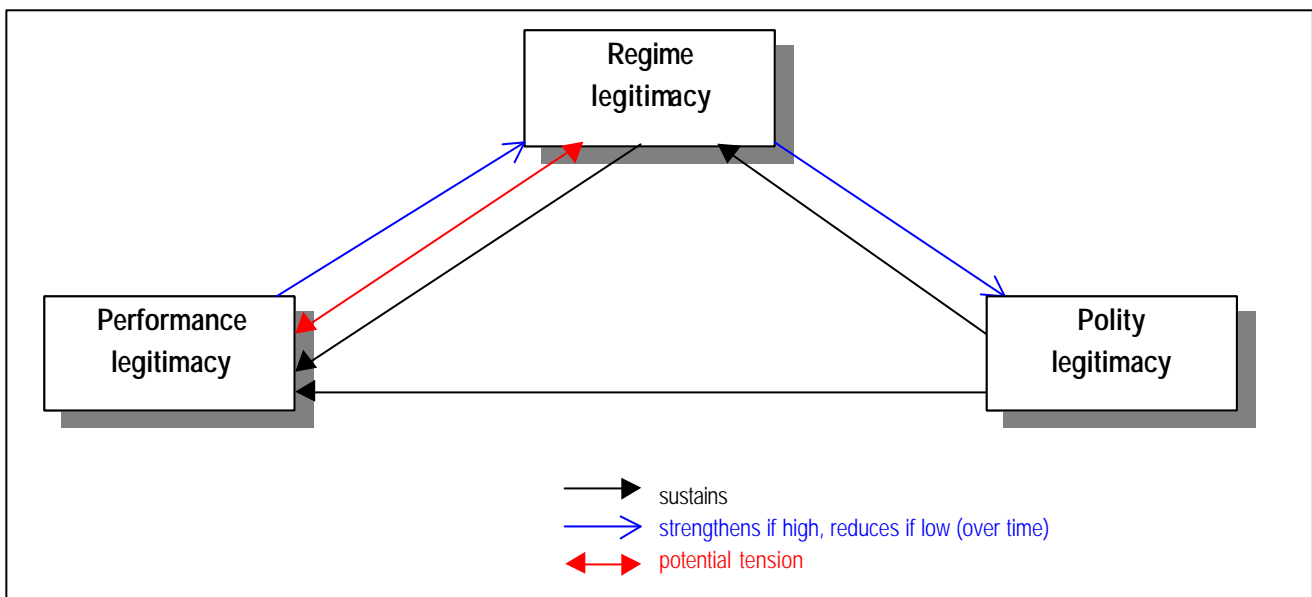 Regime
legitimacy
Performance
legitimacy
Polity
legitimacy
sustains
strengthens if high, reduces if low (over time)
potential tension